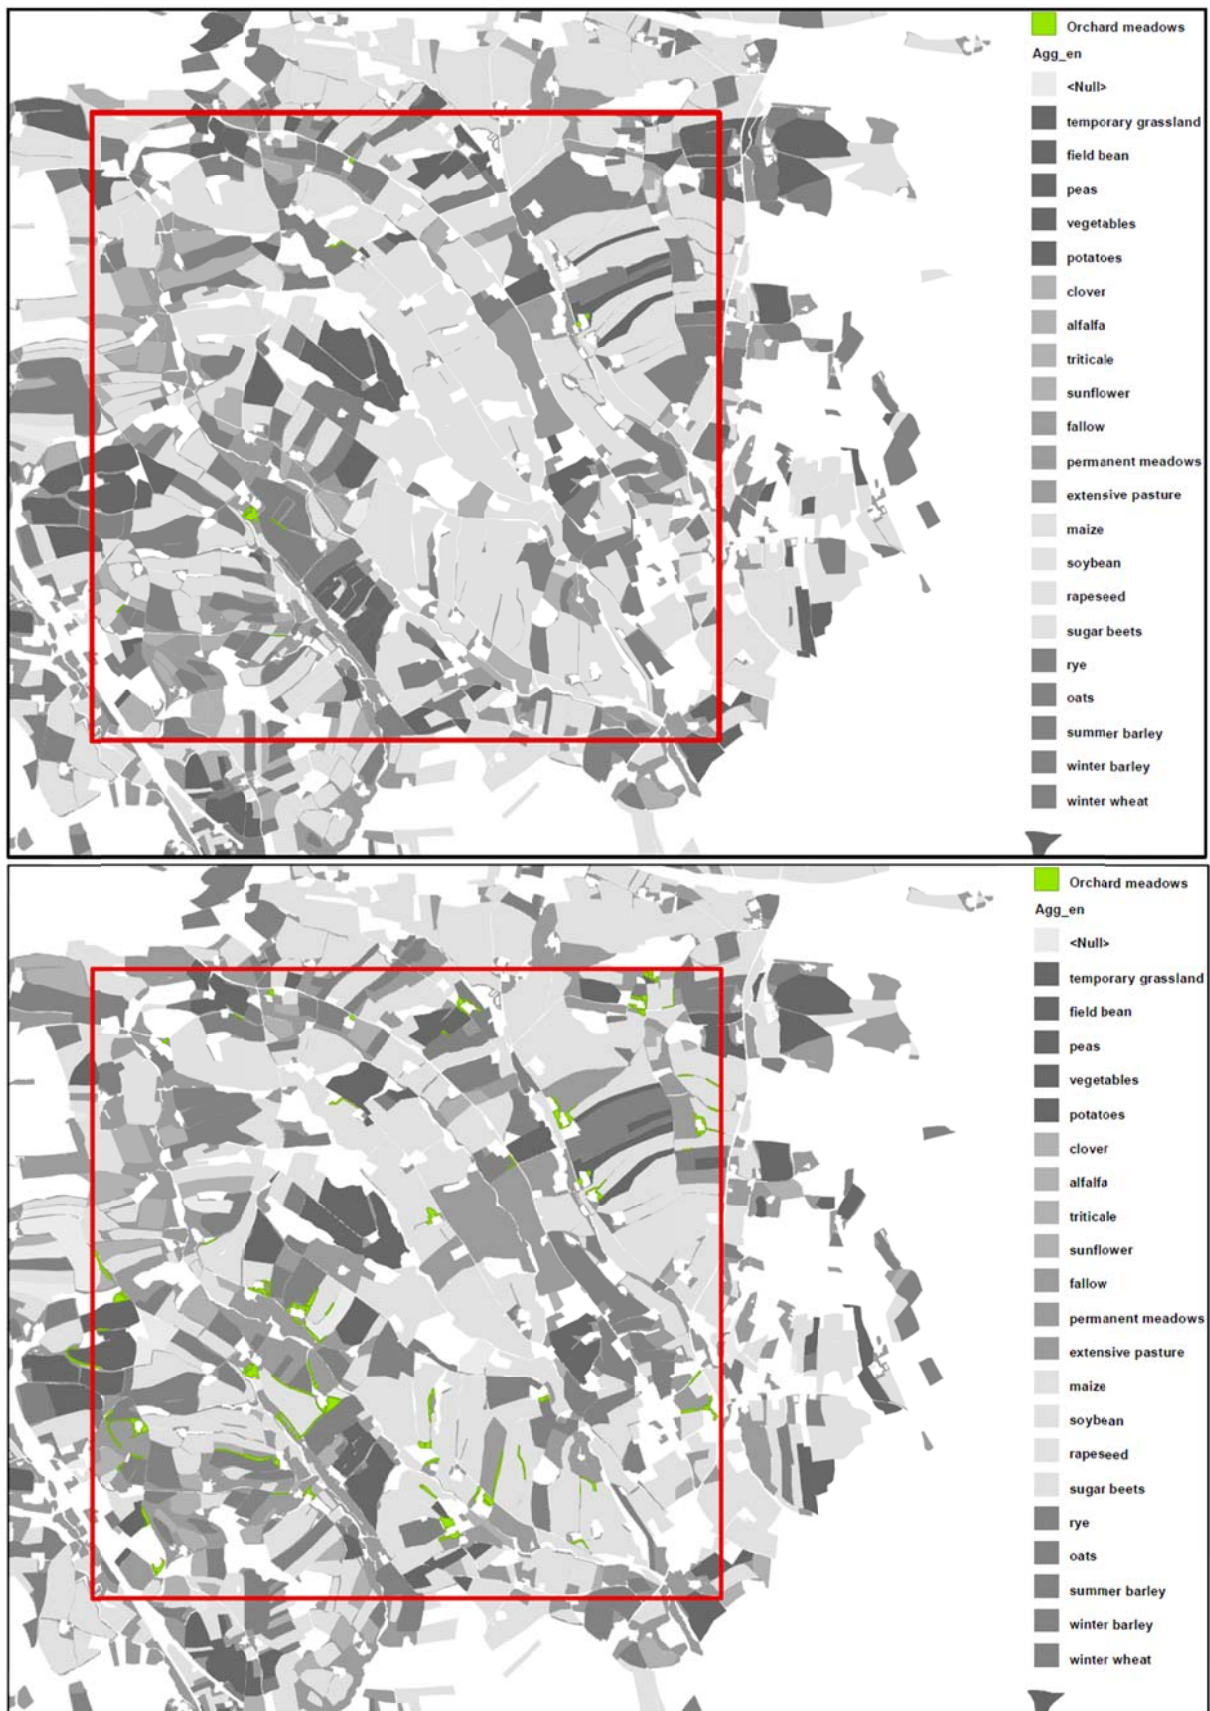 Orchard meadows
Agg_en
<Null>
temporary grassland
field bean
peas
vegetables
potatoes
clover
alfalfa
triticale
sunflower
fallow
permanent meadows
extensive pasture
maize
soybean
rapeseed
sugar beets
rye
oats
summer barley
winter barley
winter wheat
Orchard meadows
Agg_en
<Null>
temporary grassland
field bean
peas
vegetables
potatoes
clover
alfalfa
triticale
sunflower
fallow
permanent meadows
extensive pasture
maize
soybean
rapeseed
sugar beets
rye
oats
summer barley
winter barley
winter wheat